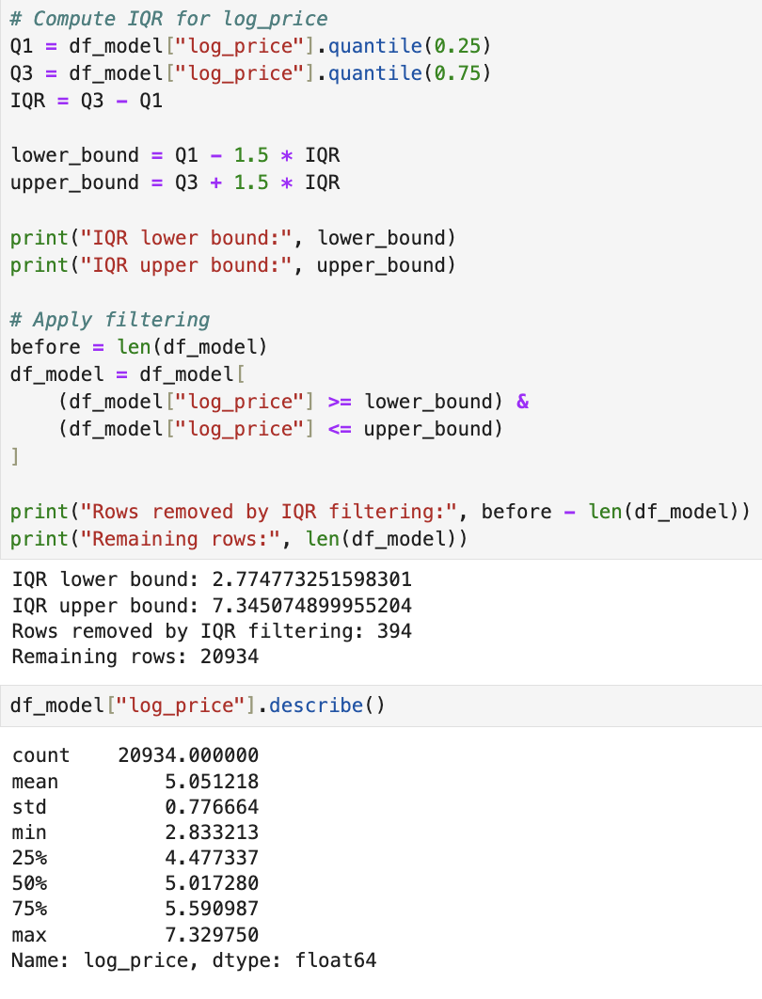 # Compute IQR for log_price
Q1 = df_model["log_price"].quantile(0.25)
Q3 = df_model["log_price"].quantile(0.75)
IQR = Q3 - Q1

lower_bound = Q1 - 1.5 * IQR
upper_bound = Q3 + 1.5 * IQR

print("IQR lower bound:", lower_bound)
print("IQR upper bound:", upper_bound)

# Apply filtering
before = len(df_model)
df_model = df_model[
    (df_model["log_price"] >= lower_bound) &
    (df_model["log_price"] <= upper_bound)
]

print("Rows removed by IQR filtering:", before - len(df_model))
print("Remaining rows:", len(df_model))
IQR lower bound: 2.774773251598301
IQR upper bound: 7.345074899955204
Rows removed by IQR filtering: 394
Remaining rows: 20934
df_model["log_price"].describe()
count    20934.000000
mean         5.051218
std          0.776664
min          2.833213
25%          4.477337
50%          5.017280
75%          5.590987
max          7.329750
Name: log_price, dtype: float64